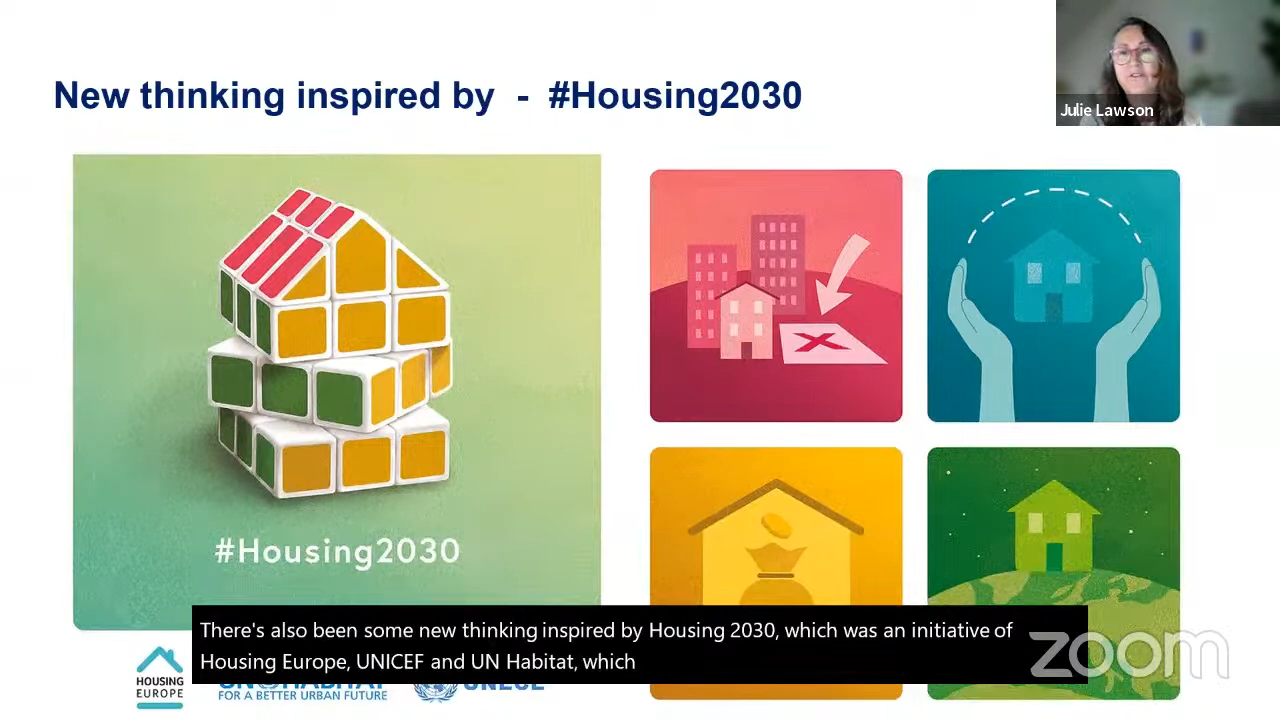 New thinking inspired by - #Housing2030
Julie Lawson
#Housing2030
There's also been some new thinking inspired by Housing 2030, which was an initiative of
Housing Europe, UNICEF and UN Habitat, which
zoom
HOUSING
EUROPE
FOR A BETTER URBAN FUTURE